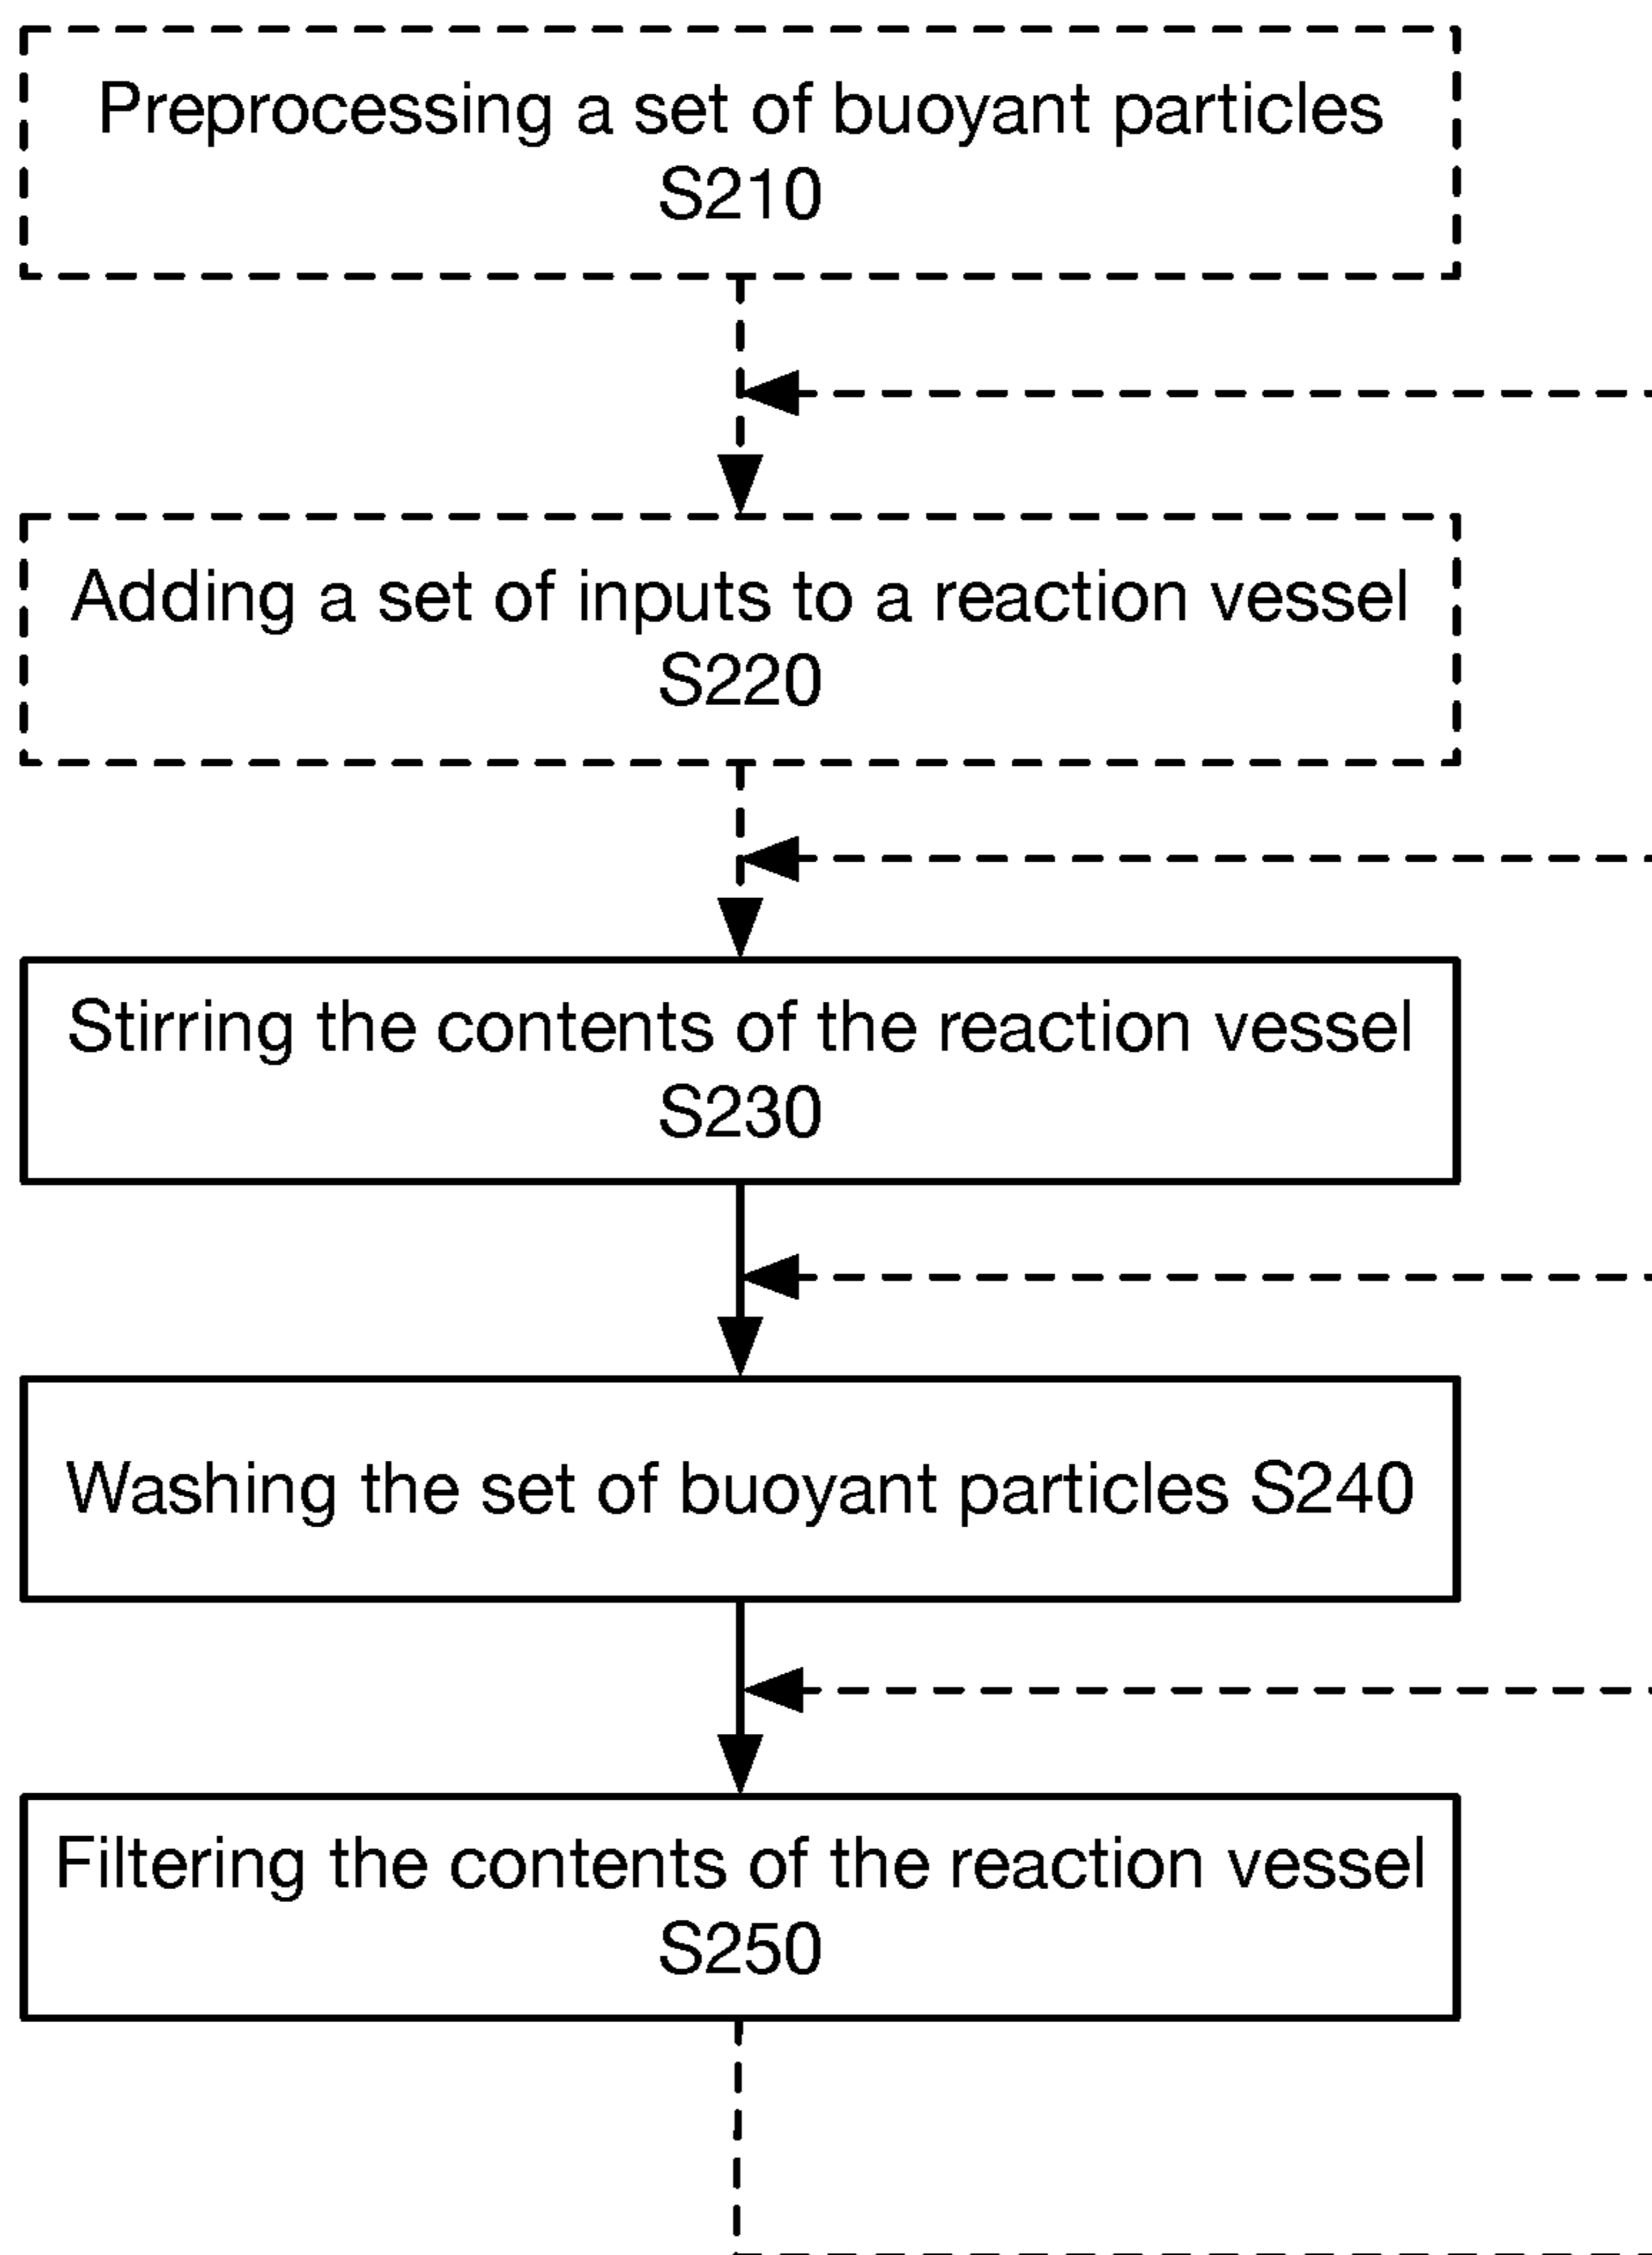 Preprocessing a set of buoyant particles
S210
Adding a set of inputs to a reaction vessel
S220
Stirring the contents of the reaction vessel
S230
Washing the set of buoyant particles S240
Filtering the contents of the reaction vessel
S250